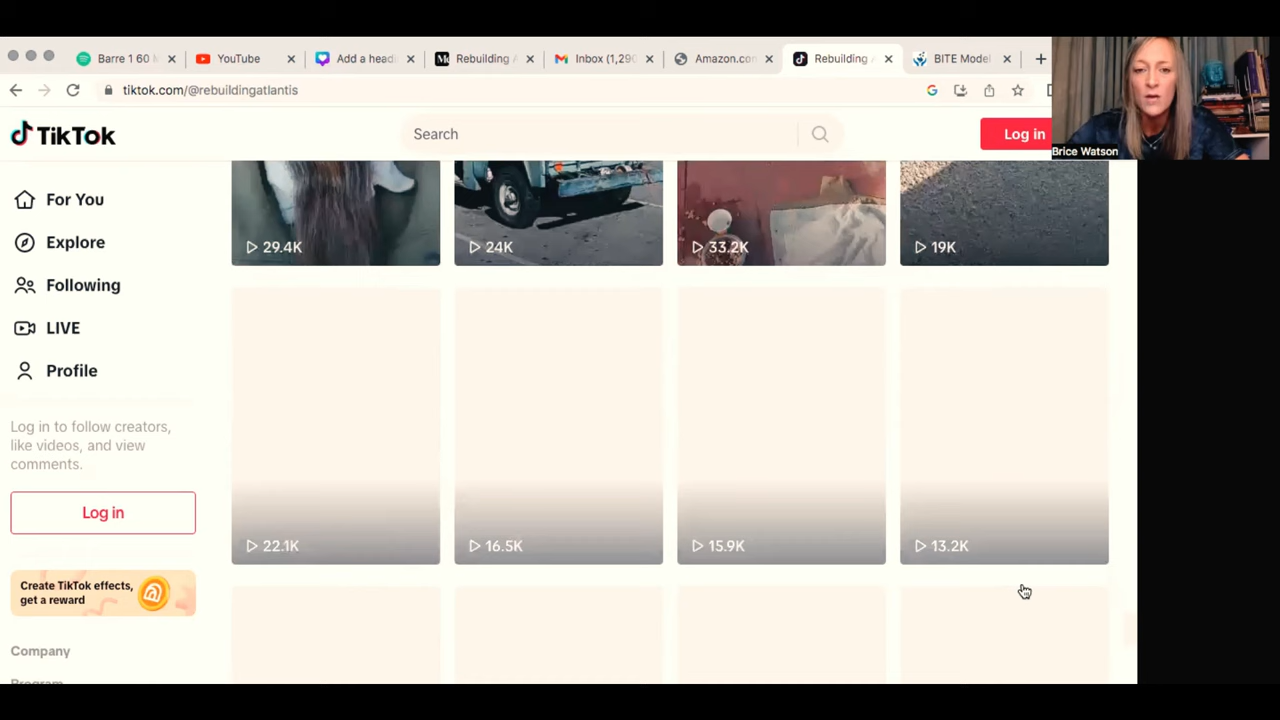 Barre 1 60
YouTube
Add a head
Rebuilding
Inbox (1,29
Amazon.co
Rebuilding
BITE Model
tiktok.com/@rebuildingatlantis
TikTok
Search
Log in
Brice Watson
For You
Explore
Following
LIVE
Profile
29.4K
24K
33.2K
19K
Log in to follow creators,
like videos, and view
comments.
Log in
22.1K
16.5K
15.9K
13.2K
Create TikTok effects,
get a reward
Company
Program